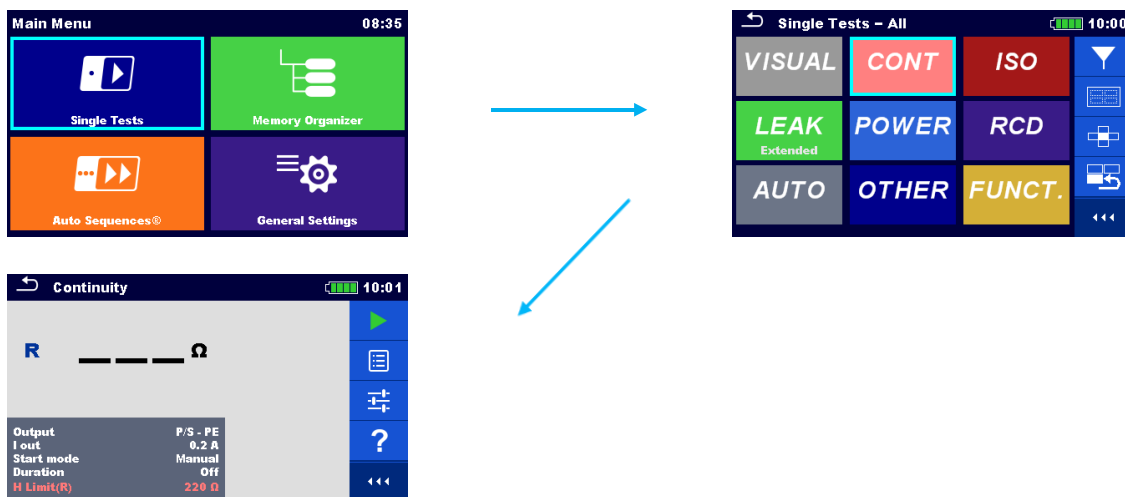 Main Menu 08:35
Single Tests Memory Organizer
Auto Sequences® General Settings
Single Tests – All 10:00
VISUAL CONT ISO
LEAK POWER RCD
Extended
AUTO OTHER FUNCT.
Continuity 10:01
R _ _ _ Ω
?
Output P/S - PE
I out 0.2 A
Start mode Manual
Duration Off
H Limit(R) 220 Ω